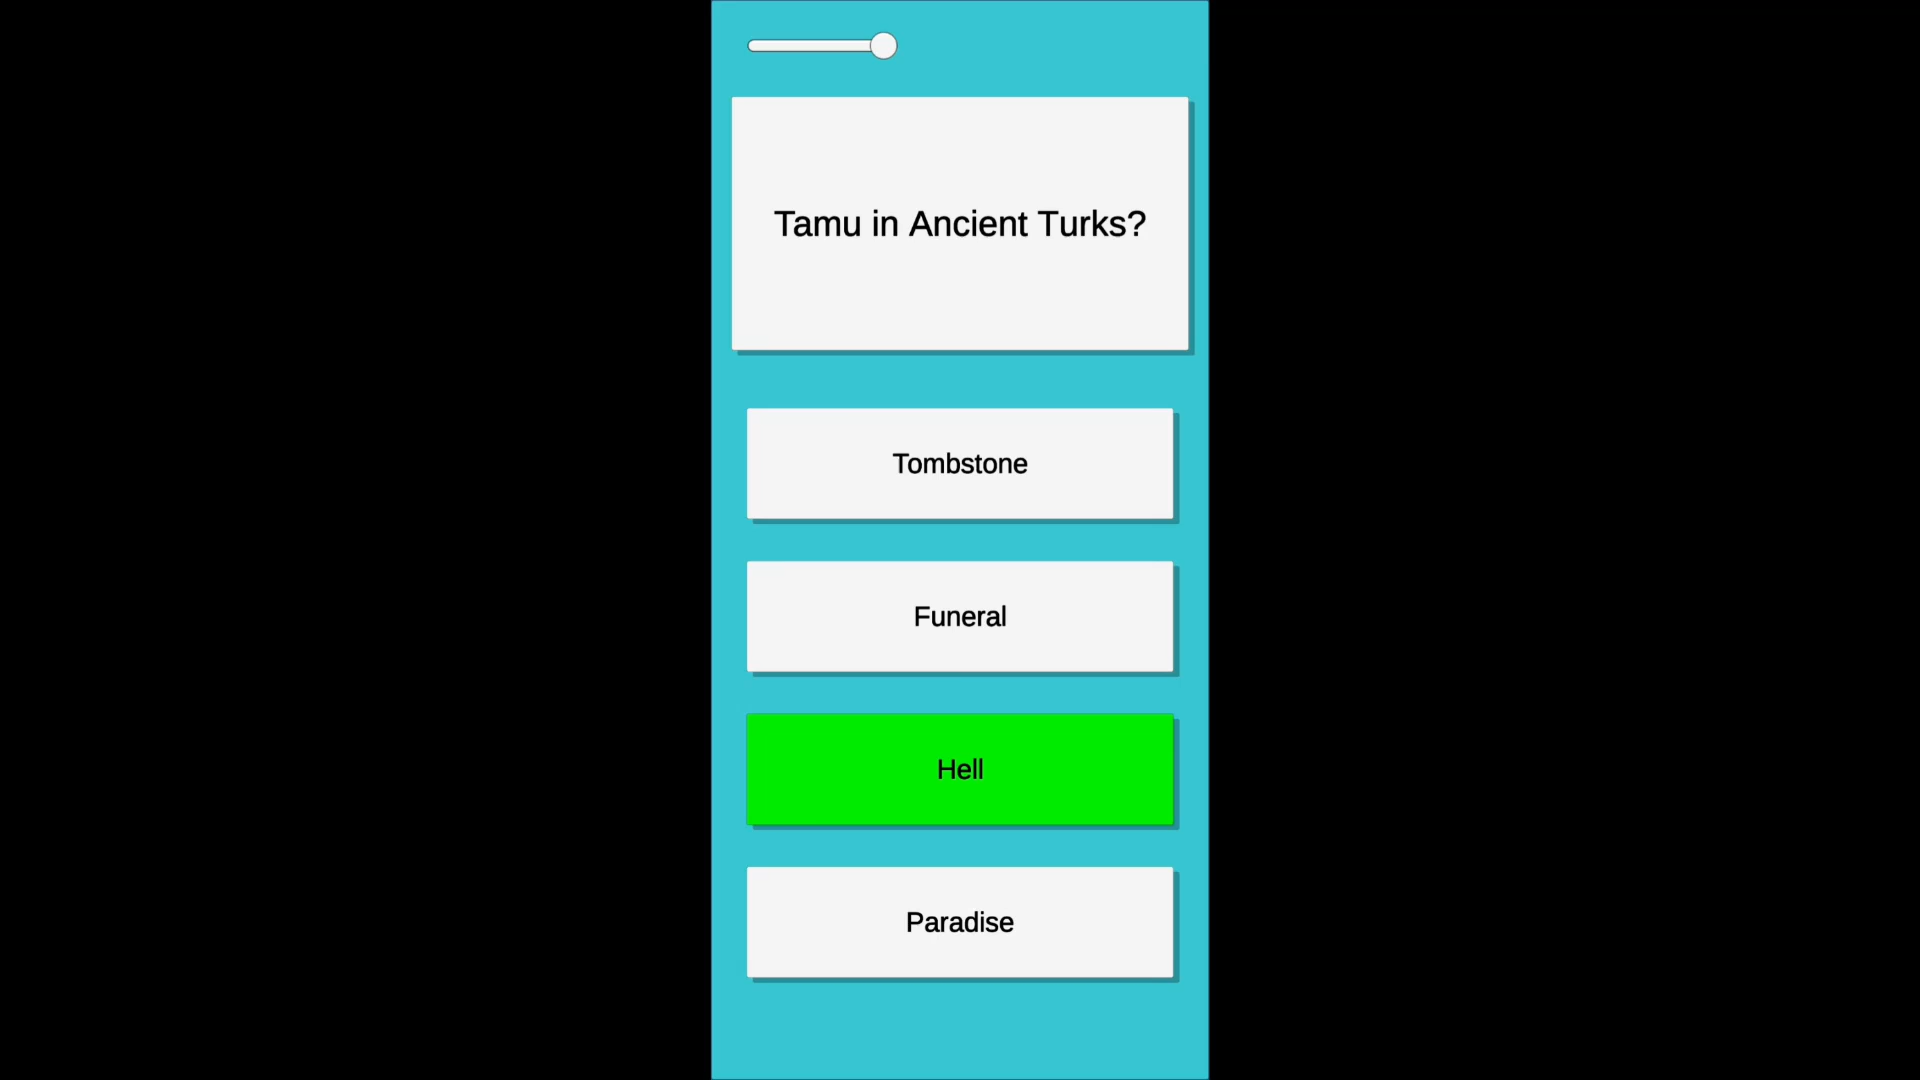 Tamu in Ancient Turks?
Tombstone
Funeral
Hell
Paradise